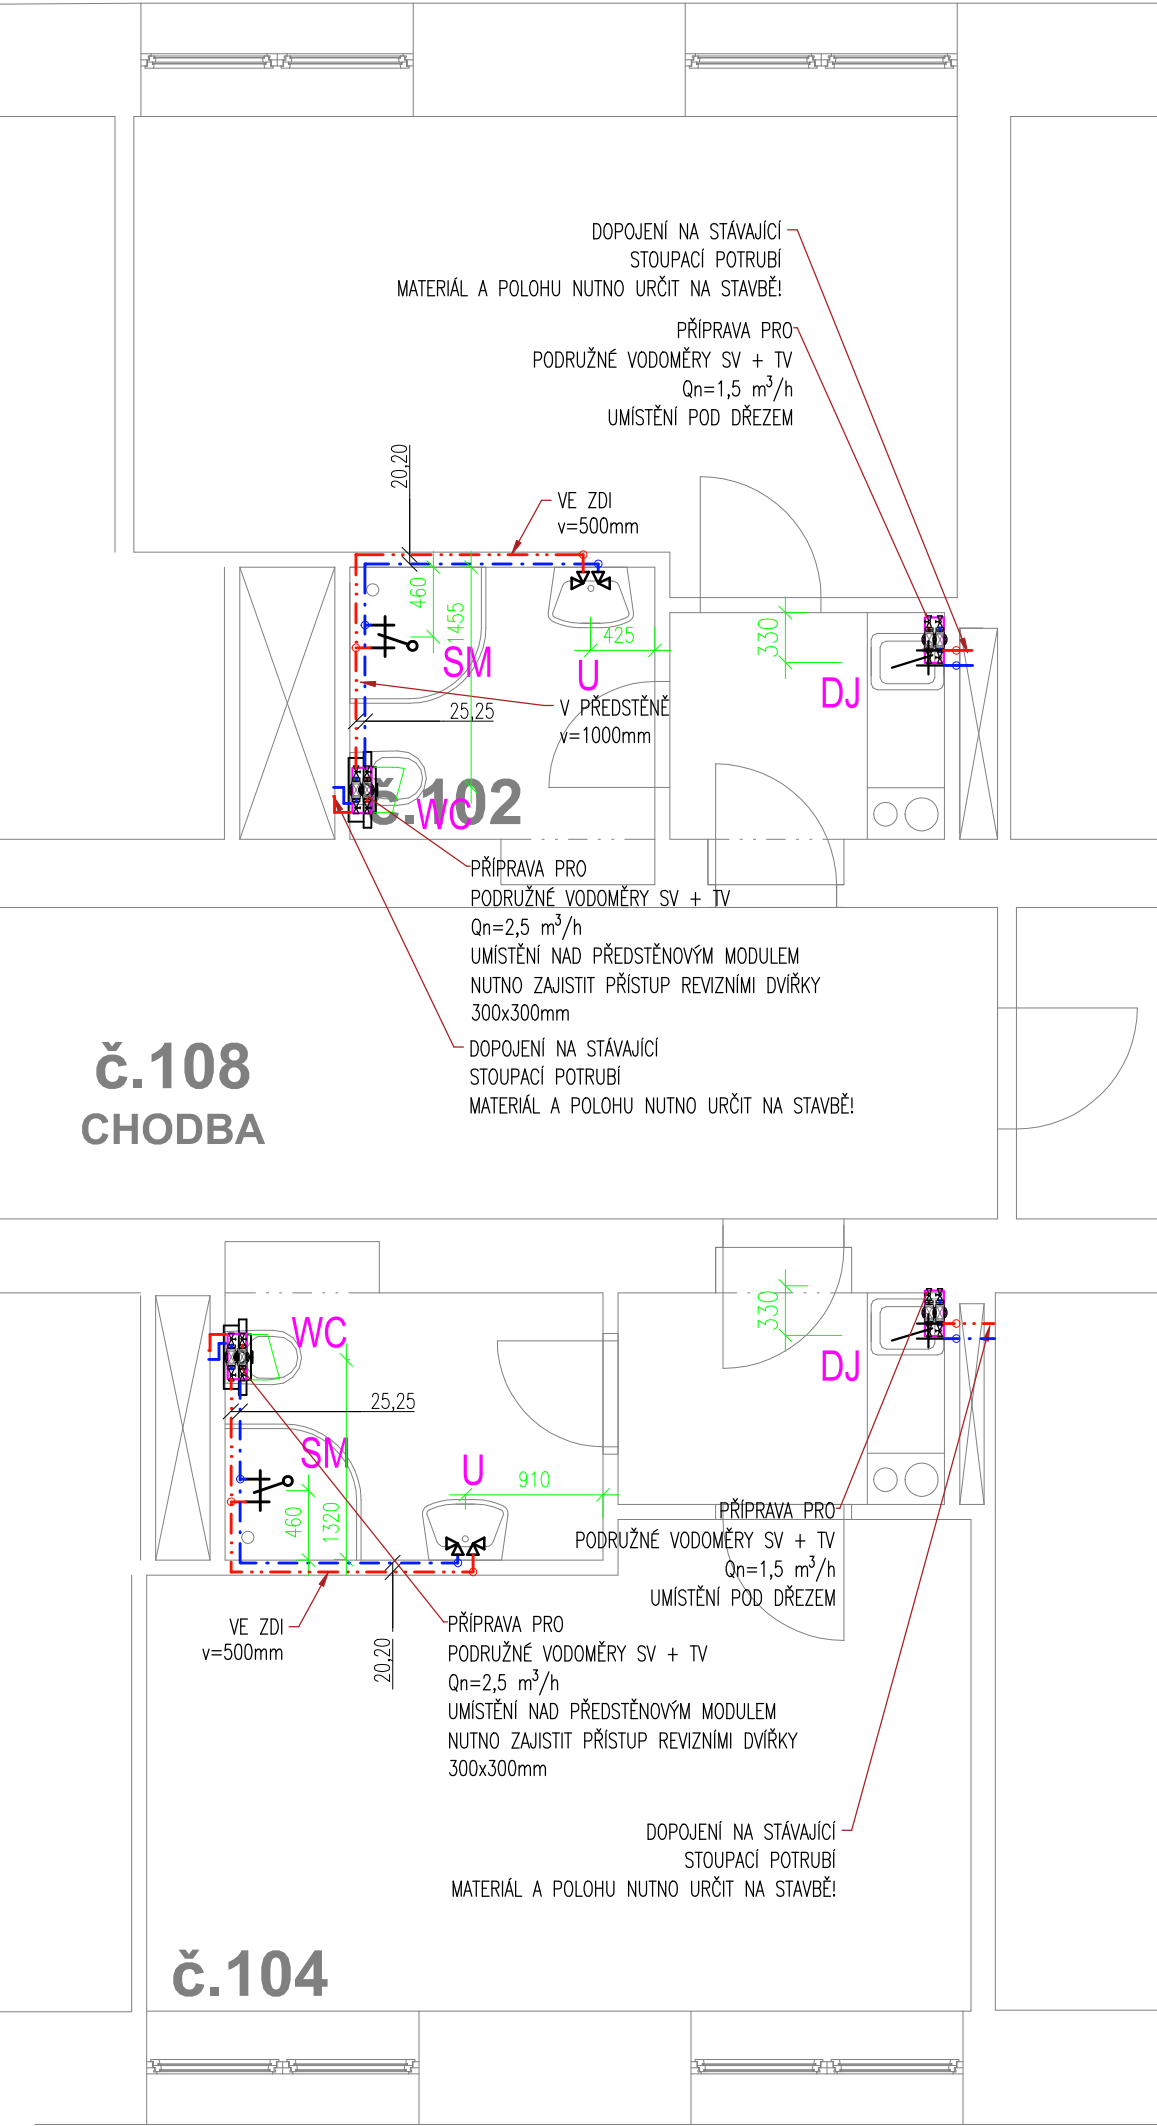 DOPOJENÍ NA STÁVAJÍCÍ
STOUPACÍ POTRUBÍ
MATERIÁL A POLOHU NUTNO URČIT NA STAVBĚ!
PŘÍPRAVA PRO
PODRUŽNÉ VODOMĚRY SV + TV
Qn=1,5 m³/h
UMÍSTĚNÍ POD DŘEZEM
20,20
VE ZDI
v=500mm
460
1455
425
330
SM
U
DJ
25,25
V PŘEDSTĚNĚ
v=1000mm
č.102
WC
PŘÍPRAVA PRO
PODRUŽNÉ VODOMĚRY SV + TV
Qn=2,5 m³/h
UMÍSTĚNÍ NAD PŘEDSTĚNOVÝM MODULEM
NUTNO ZAJISTIT PŘÍSTUP REVIZNÍMI DVÍŘKY
300x300mm
DOPOJENÍ NA STÁVAJÍCÍ
STOUPACÍ POTRUBÍ
MATERIÁL A POLOHU NUTNO URČIT NA STAVBĚ!
č.108
CHODBA
WC
330
DJ
25,25
SM
U
910
460
1320
PŘÍPRAVA PRO
PODRUŽNÉ VODOMĚRY SV + TV
Qn=1,5 m³/h
UMÍSTĚNÍ POD DŘEZEM
VE ZDI
v=500mm
20,20
PŘÍPRAVA PRO
PODRUŽNÉ VODOMĚRY SV + TV
Qn=2,5 m³/h
UMÍSTĚNÍ NAD PŘEDSTĚNOVÝM MODULEM
NUTNO ZAJISTIT PŘÍSTUP REVIZNÍMI DVÍŘKY
300x300mm
DOPOJENÍ NA STÁVAJÍCÍ
STOUPACÍ POTRUBÍ
MATERIÁL A POLOHU NUTNO URČIT NA STAVBĚ!
č.104